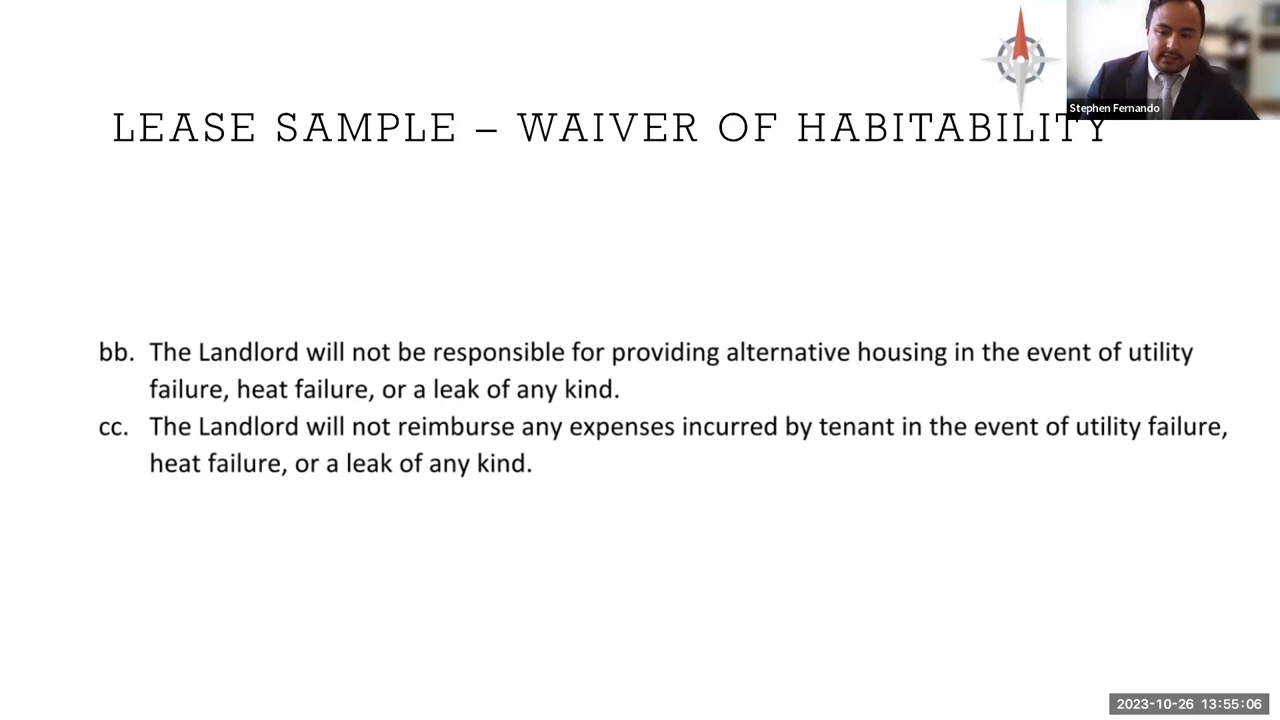 Stephen Fernando
LEASE SAMPLE – WAIVER OF HABITABILITY
bb. The Landlord will not be responsible for providing alternative housing in the event of utility
failure, heat failure, or a leak of any kind.
cc. The Landlord will not reimburse any expenses incurred by tenant in the event of utility failure,
heat failure, or a leak of any kind.
2023-10-26 13:55:06